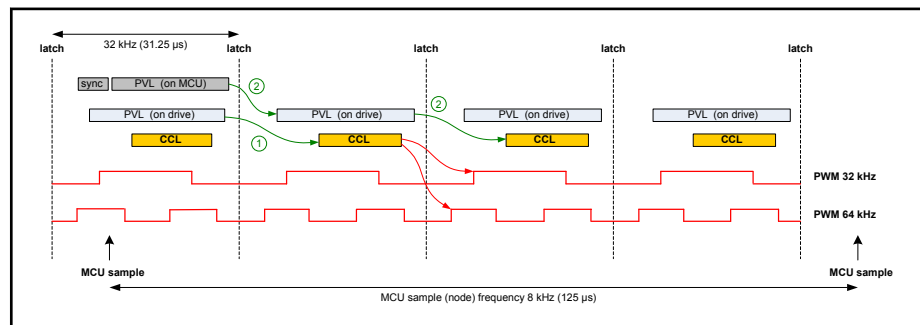 32 kHz (31.25 µs)
latch latch latch latch latch
sync PVL (on MCU) 2 2
PVL (on drive) PVL (on drive) PVL (on drive) PVL (on drive)
1
CCL CCL CCL CCL
PWM 32 kHz
PWM 64 kHz
MCU sample MCU sample
MCU sample (node) frequency 8 kHz (125 µs)